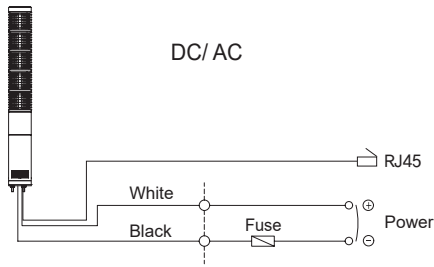 DC/ AC
RJ45
White
+
Black
Fuse
Power
−